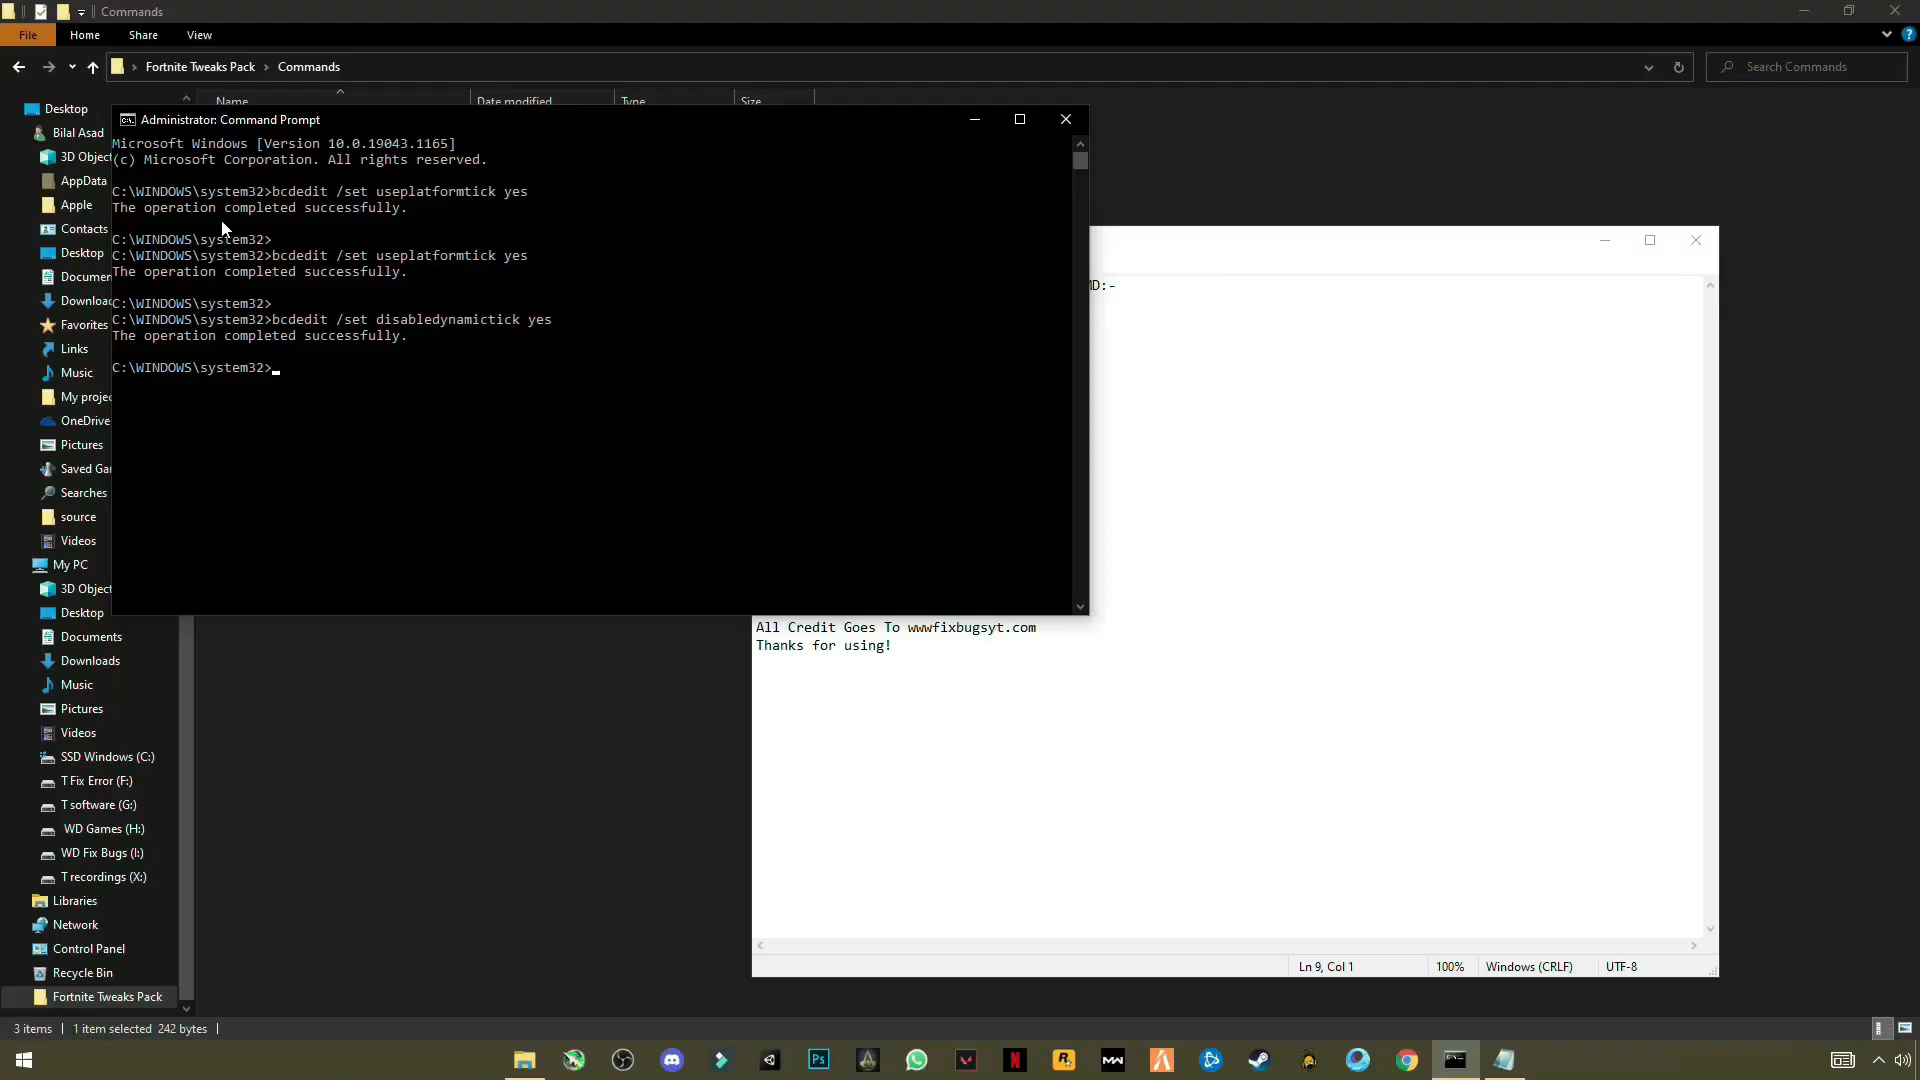 Commands
File
Home
Share
View
Fortnite Tweaks Pack
Commands
Search Commands
Name
Date modified
Type
Size
Desktop
Bilal Asad
3D Object
AppData
Apple
Contacts
Desktop
Documen
Downloac
Favorites
Links
Music
My projec
OneDrive
Pictures
Saved Gar
Searches
source
Videos
My PC
3D Object
Desktop
Documents
Downloads
Music
Pictures
Videos
SSD Windows (C:)
T Fix Error (F:)
T software (G:)
WD Games (H:)
WD Fix Bugs (I:)
T recordings (X:)
Libraries
Network
Control Panel
Recycle Bin
Fortnite Tweaks Pack
Administrator: Command Prompt
Microsoft Windows [Version 10.0.19043.1165]
(c) Microsoft Corporation. All rights reserved.
C:\WINDOWS\system32>bcdedit /set useplatformtick yes
The operation completed successfully.
C:\WINDOWS\system32>
C:\WINDOWS\system32>bcdedit /set useplatformtick yes
The operation completed successfully.
C:\WINDOWS\system32>
C:\WINDOWS\system32>bcdedit /set disabledynamictick yes
The operation completed successfully.
C:\WINDOWS\system32>
MD:-
All Credit Goes To wwwfixbugsyt.com
Thanks for using!
Ln 9, Col 1
100%
Windows (CRLF)
UTF-8
3 items
1 item selected 242 bytes